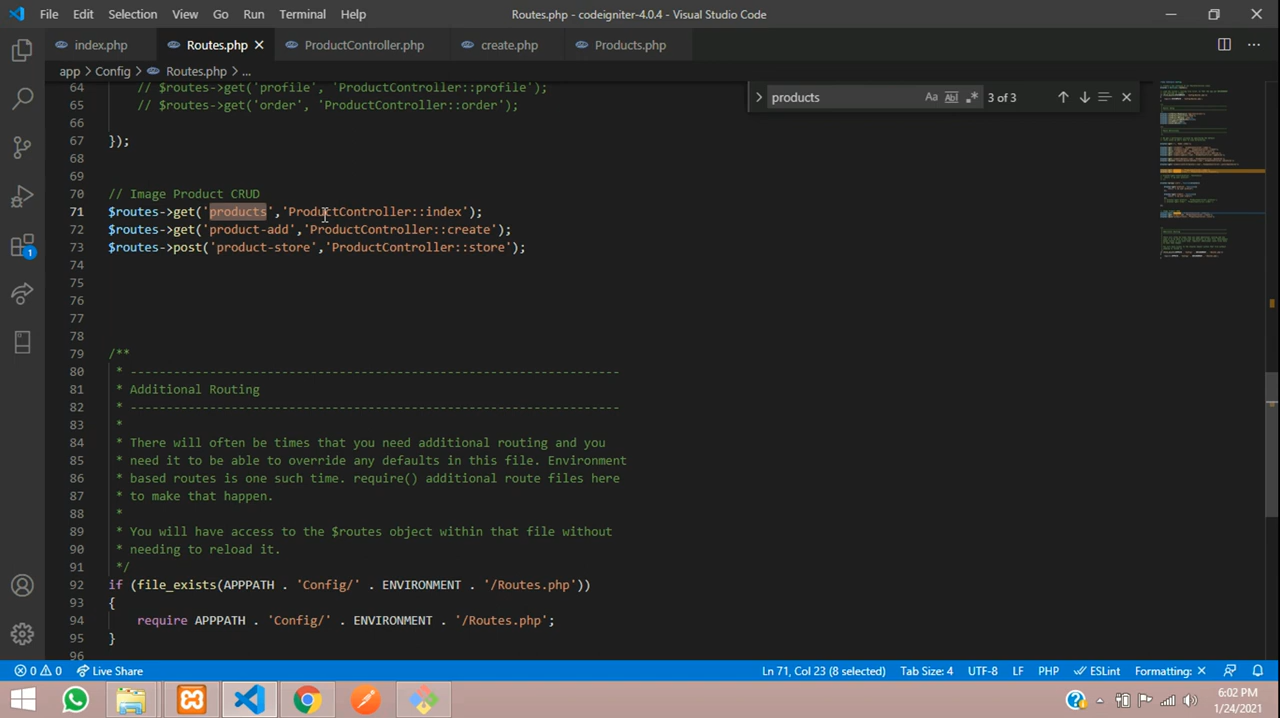 File Edit Selection View Go Run Terminal Help Routes.php - codeigniter-4.0.4 - Visual Studio Code
index.php Routes.php ProductController.php create.php Products.php
app > Config > Routes.php > ...
products Aa Abl .* 3 of 3
64 // $routes->get('profile', 'ProductController::profile');
65 // $routes->get('order', 'ProductController::order');
66
67 });
68
69
70 // Image Product CRUD
71 $routes->get('products','ProductController::index');
72 $routes->get('product-add','ProductController::create');
73 $routes->post('product-store','ProductController::store');
74
75
76
77
78
79 /**
80 * --------------------------------------------------------------------
81 * Additional Routing
82 * --------------------------------------------------------------------
83 *
84 * There will often be times that you need additional routing and you
85 * need it to be able to override any defaults in this file. Environment
86 * based routes is one such time. require() additional route files here
87 * to make that happen.
88 *
89 * You will have access to the $routes object within that file without
90 * needing to reload it.
91 */
92 if (file_exists(APPPATH . 'Config/' . ENVIRONMENT . '/Routes.php'))
93 {
94 require APPPATH . 'Config/' . ENVIRONMENT . '/Routes.php';
95 }
96
1
0 0 Live Share Ln 71, Col 23 (8 selected) Tab Size: 4 UTF-8 LF PHP ESLint Formatting: ×
6:02 PM
1/24/2021